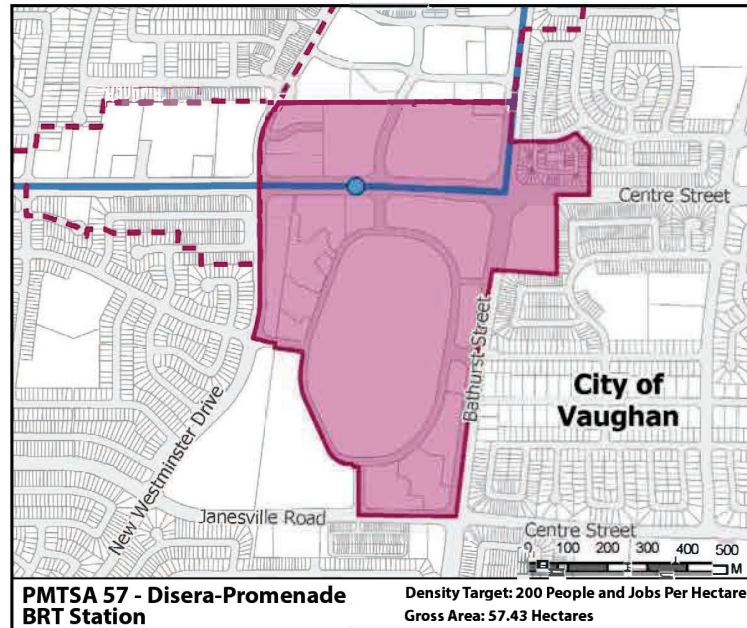 Centre Street
Bathurst Street
City of
Vaughan
New Westminster Drive
Janesville Road
Centre Street
0 100 200 300 400 500
M
PMTSA 57 - Disera-Promenade
BRT Station
Density Target: 200 People and Jobs Per Hectare
Gross Area: 57.43 Hectares